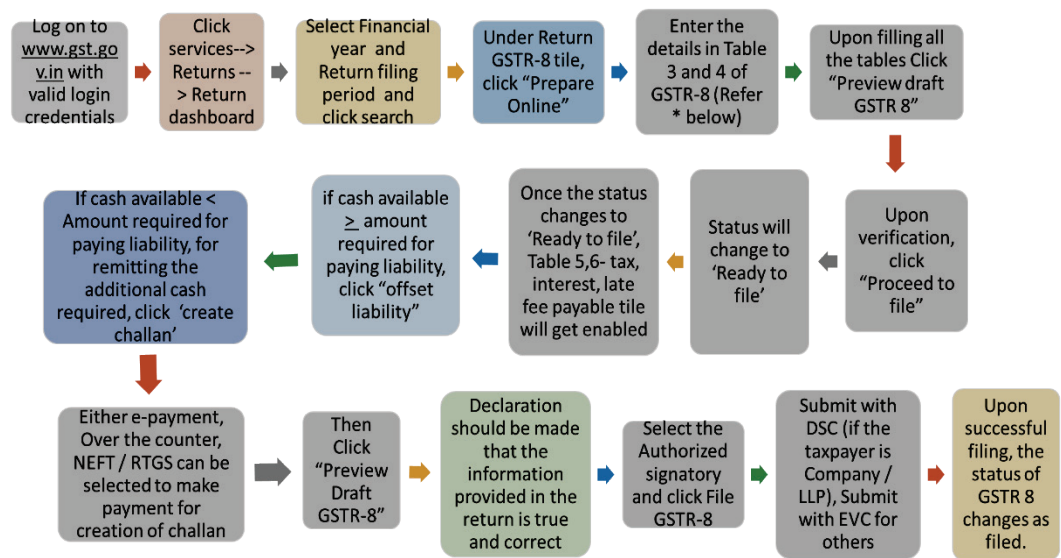 Log on to
www.gst.go
v.in with
valid login
credentials
Click
services-->
Returns --
> Return
dashboard
Select Financial
year and
Return filing
period and
click search
Under Return
GSTR-8 tile,
click “Prepare
Online”
Enter the
details in Table
3 and 4 of
GSTR-8 (Refer
* below)
Upon filling all
the tables Click
“Preview draft
GSTR 8”
If cash available <
Amount required for
paying liability, for
remitting the
additional cash
required, click ‘create
challan’
if cash available
≥ amount
required for
paying liability,
click “offset
liability”
Once the status
changes to
‘Ready to file’,
Table 5,6- tax,
interest, late
fee payable tile
will get enabled
Status will
change to
‘Ready to
file’
Upon
verification,
click
“Proceed to
file”
Either e-payment,
Over the counter,
NEFT / RTGS can be
selected to make
payment for
creation of challan
Then
Click
“Preview
Draft
GSTR-8”
Declaration
should be made
that the
information
provided in the
return is true
and correct
Select the
Authorized
signatory
and click File
GSTR-8
Submit with
DSC (if the
taxpayer is
Company /
LLP), Submit
with EVC for
others
Upon
successful
filing, the
status of
GSTR 8
changes as
filed.